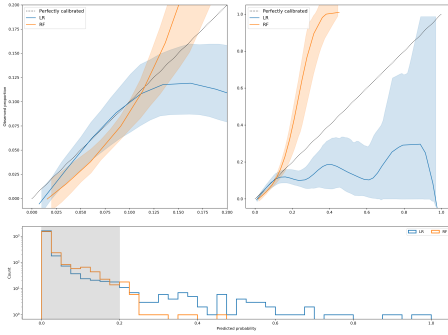 Perfectly calibrated
LR
RF
Observed proportion
0.200
0.175
0.150
0.125
0.100
0.075
0.050
0.025
0.000
0.000 0.025 0.050 0.075 0.100 0.125 0.150 0.175 0.200
Perfectly calibrated
LR
RF
1.0
0.8
0.6
0.4
0.2
0.0
0.0 0.2 0.4 0.6 0.8 1.0
LR RF
Count
0.0 0.2 0.4 0.6 0.8 1.0
Predicted probability